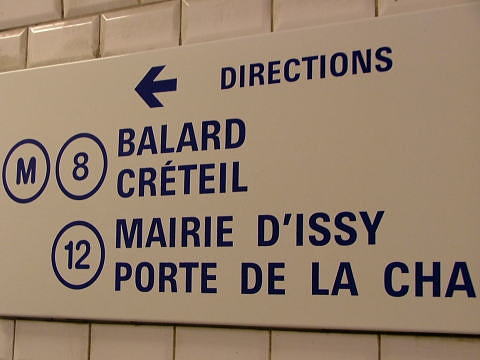 DIRECTIONS
M 8 BALARD
CRÉTEIL
12 MAIRIE D'ISSY
PORTE DE LA CHA